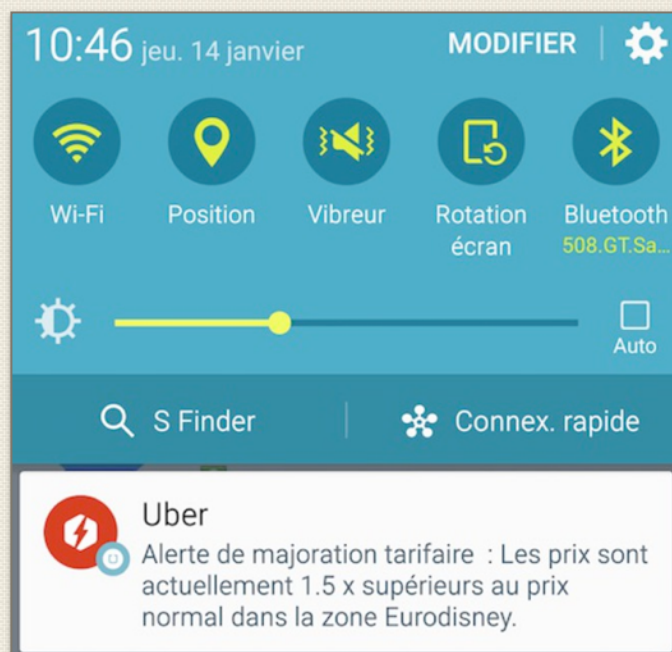 10:46 jeu. 14 janvier MODIFIER
Wi-Fi Position Vibreur Rotation écran Bluetooth
508.GT.Sa...
Auto
S Finder Connex. rapide
Uber
Alerte de majoration tarifaire : Les prix sont
actuellement 1.5 x supérieurs au prix
normal dans la zone Eurodisney.